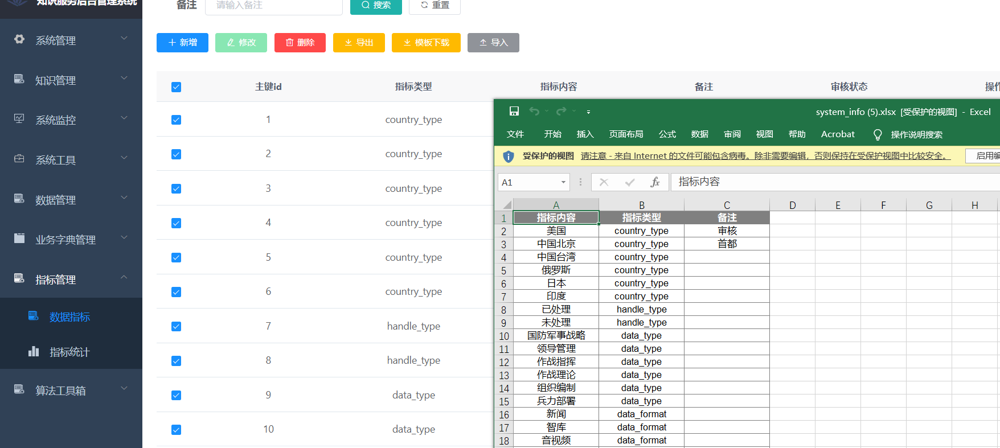 知识服务后台管理系统
系统管理
知识管理
系统监控
系统工具
数据管理
业务字典管理
指标管理
数据指标
指标统计
算法工具箱
备注 请输入备注 搜索 重置
新增 修改 删除 导出 模板下载 导入
主键id 指标类型 指标内容 备注 审核状态 操作
1 country_type
2 country_type
3 country_type
4 country_type
5 country_type
6 country_type
7 handle_type
8 handle_type
9 data_type
10 data_type
system_info (5).xlsx [受保护的视图] - Excel
文件 开始 插入 页面布局 公式 数据 审阅 视图 帮助 Acrobat 操作说明搜索
受保护的视图 请注意 - 来自 Internet 的文件可能包含病毒。除非需要编辑，否则保持在受保护视图中比较安全。 启用编
A1 fx 指标内容
A B C D E F G H
1 指标内容 指标类型 备注
2 美国 country_type 审核
3 中国北京 country_type 首都
4 中国台湾 country_type
5 俄罗斯 country_type
6 日本 country_type
7 印度 country_type
8 已处理 handle_type
9 未处理 handle_type
10 国防军事战略 data_type
11 领导管理 data_type
12 作战指挥 data_type
13 作战理论 data_type
14 组织编制 data_type
15 兵力部署 data_type
16 新闻 data_format
17 智库 data_format
18 音视频 data_format